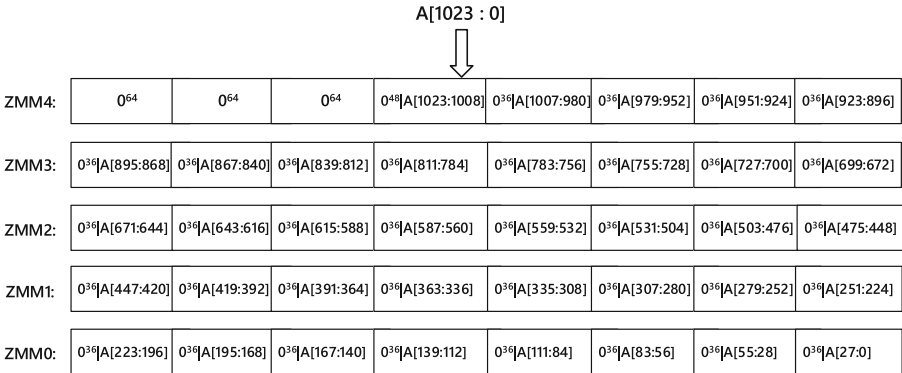 A[1023 : 0]
ZMM4: 0⁶⁴ 0⁶⁴ 0⁶⁴ 0⁴⁸|A[1023:1008] 0³⁶|A[1007:980] 0³⁶|A[979:952] 0³⁶|A[951:924] 0³⁶|A[923:896]
ZMM3: 0³⁶|A[895:868] 0³⁶|A[867:840] 0³⁶|A[839:812] 0³⁶|A[811:784] 0³⁶|A[783:756] 0³⁶|A[755:728] 0³⁶|A[727:700] 0³⁶|A[699:672]
ZMM2: 0³⁶|A[671:644] 0³⁶|A[643:616] 0³⁶|A[615:588] 0³⁶|A[587:560] 0³⁶|A[559:532] 0³⁶|A[531:504] 0³⁶|A[503:476] 0³⁶|A[475:448]
ZMM1: 0³⁶|A[447:420] 0³⁶|A[419:392] 0³⁶|A[391:364] 0³⁶|A[363:336] 0³⁶|A[335:308] 0³⁶|A[307:280] 0³⁶|A[279:252] 0³⁶|A[251:224]
ZMM0: 0³⁶|A[223:196] 0³⁶|A[195:168] 0³⁶|A[167:140] 0³⁶|A[139:112] 0³⁶|A[111:84] 0³⁶|A[83:56] 0³⁶|A[55:28] 0³⁶|A[27:0]